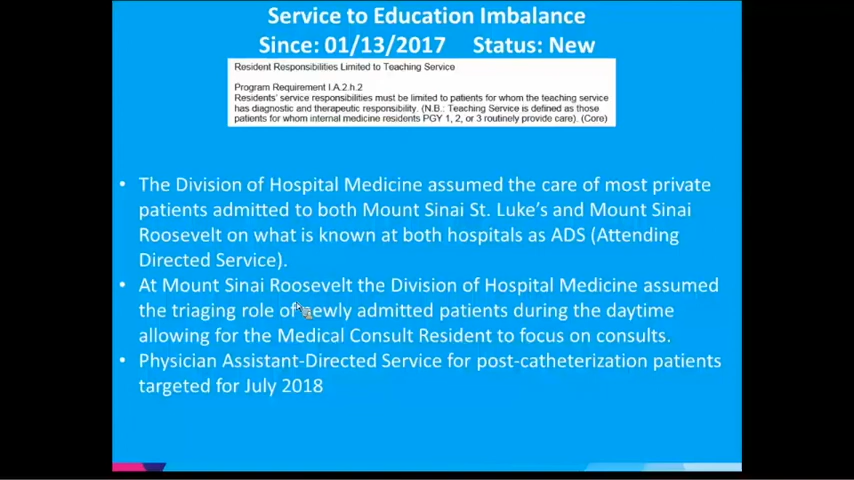 Service to Education Imbalance
Since: 01/13/2017 Status: New
Resident Responsibilities Limited to Teaching Service
Program Requirement I.A.2.h.2
Residents' service responsibilities must be limited to patients for whom the teaching service
has diagnostic and therapeutic responsibility. (N.B.: Teaching Service is defined as those
patients for whom internal medicine residents PGY 1, 2, or 3 routinely provide care). (Core)
• The Division of Hospital Medicine assumed the care of most private
patients admitted to both Mount Sinai St. Luke's and Mount Sinai
Roosevelt on what is known at both hospitals as ADS (Attending
Directed Service).
• At Mount Sinai Roosevelt the Division of Hospital Medicine assumed
the triaging role of newly admitted patients during the daytime
allowing for the Medical Consult Resident to focus on consults.
• Physician Assistant-Directed Service for post-catheterization patients
targeted for July 2018